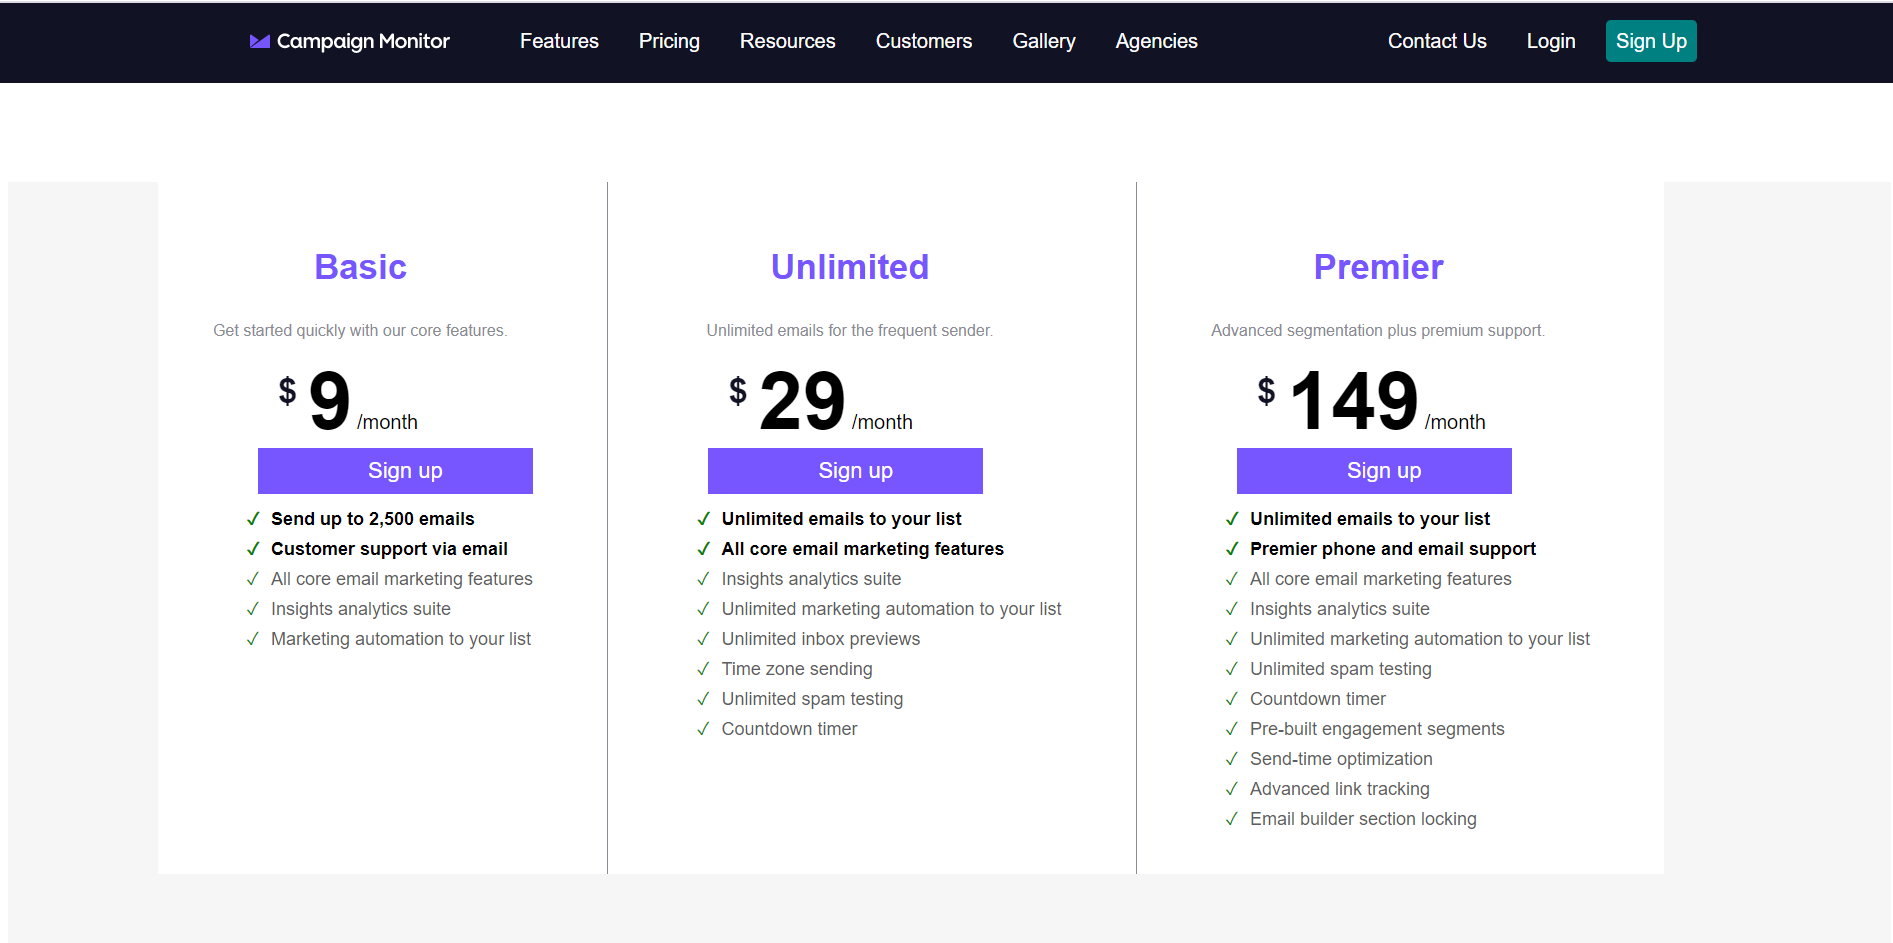 Campaign Monitor Features Pricing Resources Customers Gallery Agencies Contact Us Login Sign Up
Basic
Get started quickly with our core features.
$ 9 /month
Sign up
✓ Send up to 2,500 emails
✓ Customer support via email
✓ All core email marketing features
✓ Insights analytics suite
✓ Marketing automation to your list
Unlimited
Unlimited emails for the frequent sender.
$ 29 /month
Sign up
✓ Unlimited emails to your list
✓ All core email marketing features
✓ Insights analytics suite
✓ Unlimited marketing automation to your list
✓ Unlimited inbox previews
✓ Time zone sending
✓ Unlimited spam testing
✓ Countdown timer
Premier
Advanced segmentation plus premium support.
$ 149 /month
Sign up
✓ Unlimited emails to your list
✓ Premier phone and email support
✓ All core email marketing features
✓ Insights analytics suite
✓ Unlimited marketing automation to your list
✓ Unlimited spam testing
✓ Countdown timer
✓ Pre-built engagement segments
✓ Send-time optimization
✓ Advanced link tracking
✓ Email builder section locking